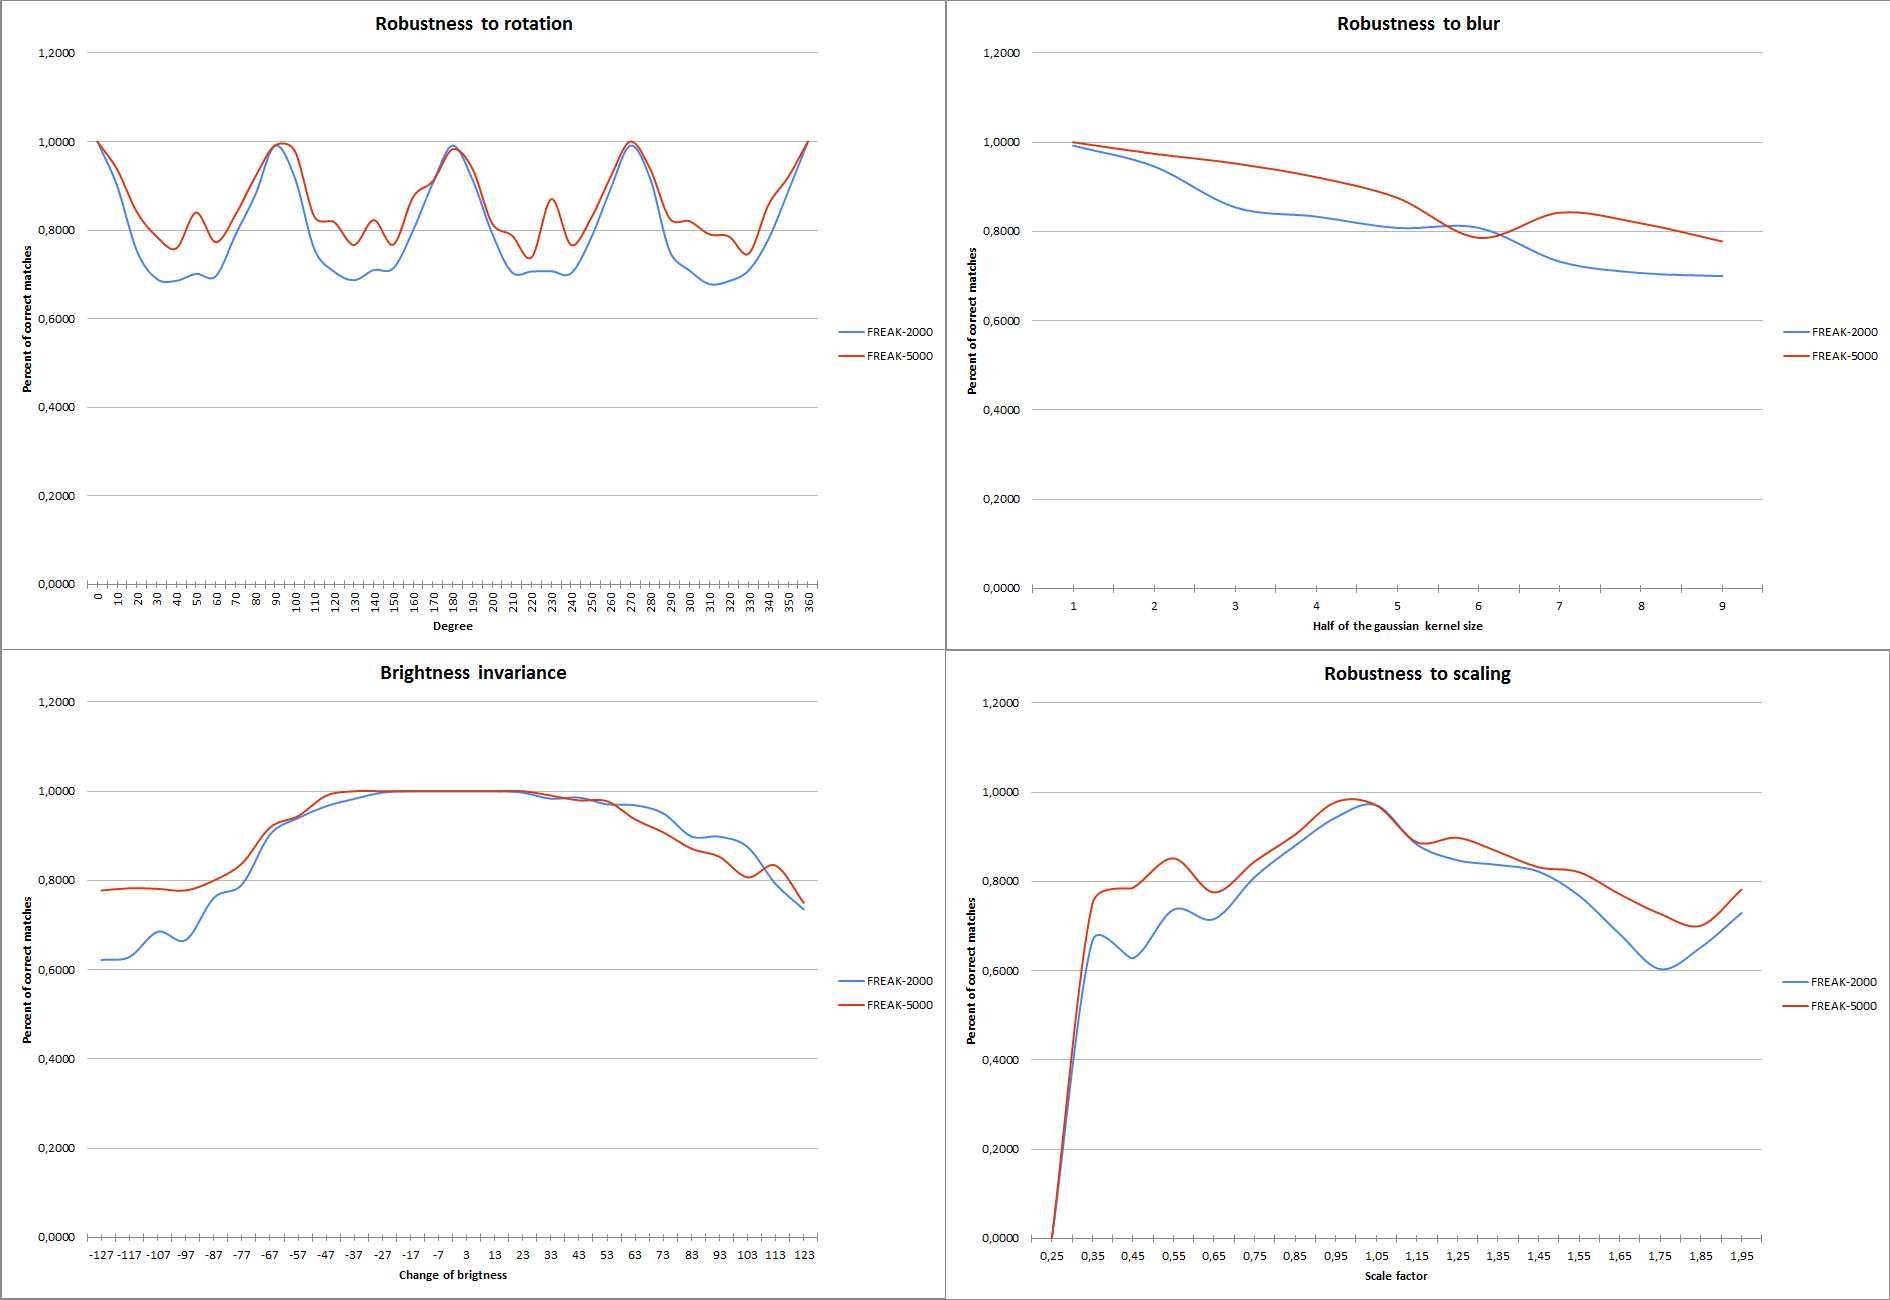 Robustness to rotation
1,2000
1,0000
0,8000
0,6000
0,4000
0,2000
0,0000
Percent of correct matches
0 10 20 30 40 50 60 70 80 90 100 110 120 130 140 150 160 170 180 190 200 210 220 230 240 250 260 270 280 290 300 310 320 330 340 350 360
Degree
FREAK-2000
FREAK-5000
Robustness to blur
1,2000
1,0000
0,8000
0,6000
0,4000
0,2000
0,0000
Percent of correct matches
1 2 3 4 5 6 7 8 9
Half of the gaussian kernel size
FREAK-2000
FREAK-5000
Brightness invariance
1,2000
1,0000
0,8000
0,6000
0,4000
0,2000
0,0000
Percent of correct matches
-127 -117 -107 -97 -87 -77 -67 -57 -47 -37 -27 -17 -7 3 13 23 33 43 53 63 73 83 93 103 113 123
Change of brigtness
FREAK-2000
FREAK-5000
Robustness to scaling
1,2000
1,0000
0,8000
0,6000
0,4000
0,2000
0,0000
Percent of correct matches
0,25 0,35 0,45 0,55 0,65 0,75 0,85 0,95 1,05 1,15 1,25 1,35 1,45 1,55 1,65 1,75 1,85 1,95
Scale factor
FREAK-2000
FREAK-5000